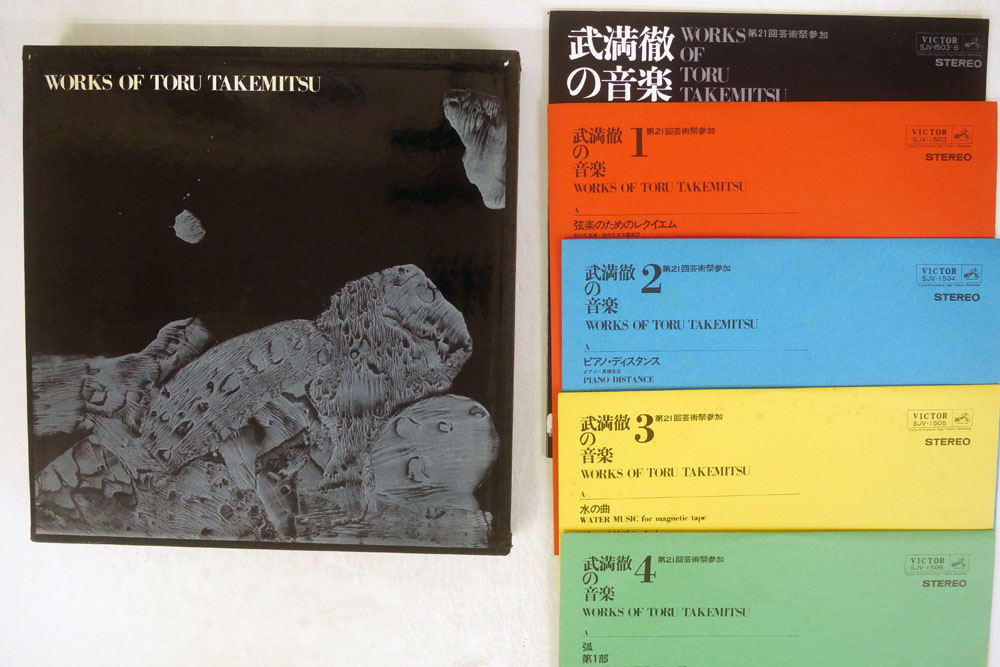 WORKS OF TORU TAKEMITSU
武満徹
の音楽
WORKS 第21回芸術祭参加
OF
TORU
TAKEMITSU
VICTOR
SJV-1503-6
STEREO
武満徹
の
音楽
1
第21回芸術祭参加
WORKS OF TORU TAKEMITSU
VICTOR
SJV-1503
STEREO
A
弦楽のためのレクイエム
武満徹
の
音楽
2
第21回芸術祭参加
WORKS OF TORU TAKEMITSU
VICTOR
SJV-1504
STEREO
A
ピアノ・ディスタンス
PIANO DISTANCE
武満徹
の
音楽
3
第21回芸術祭参加
WORKS OF TORU TAKEMITSU
VICTOR
SJV-1505
STEREO
A
水の曲
WATER MUSIC for magnetic tape
武満徹
の
音楽
4
第21回芸術祭参加
WORKS OF TORU TAKEMITSU
VICTOR
SJV-1506
STEREO
A
弧
第1部